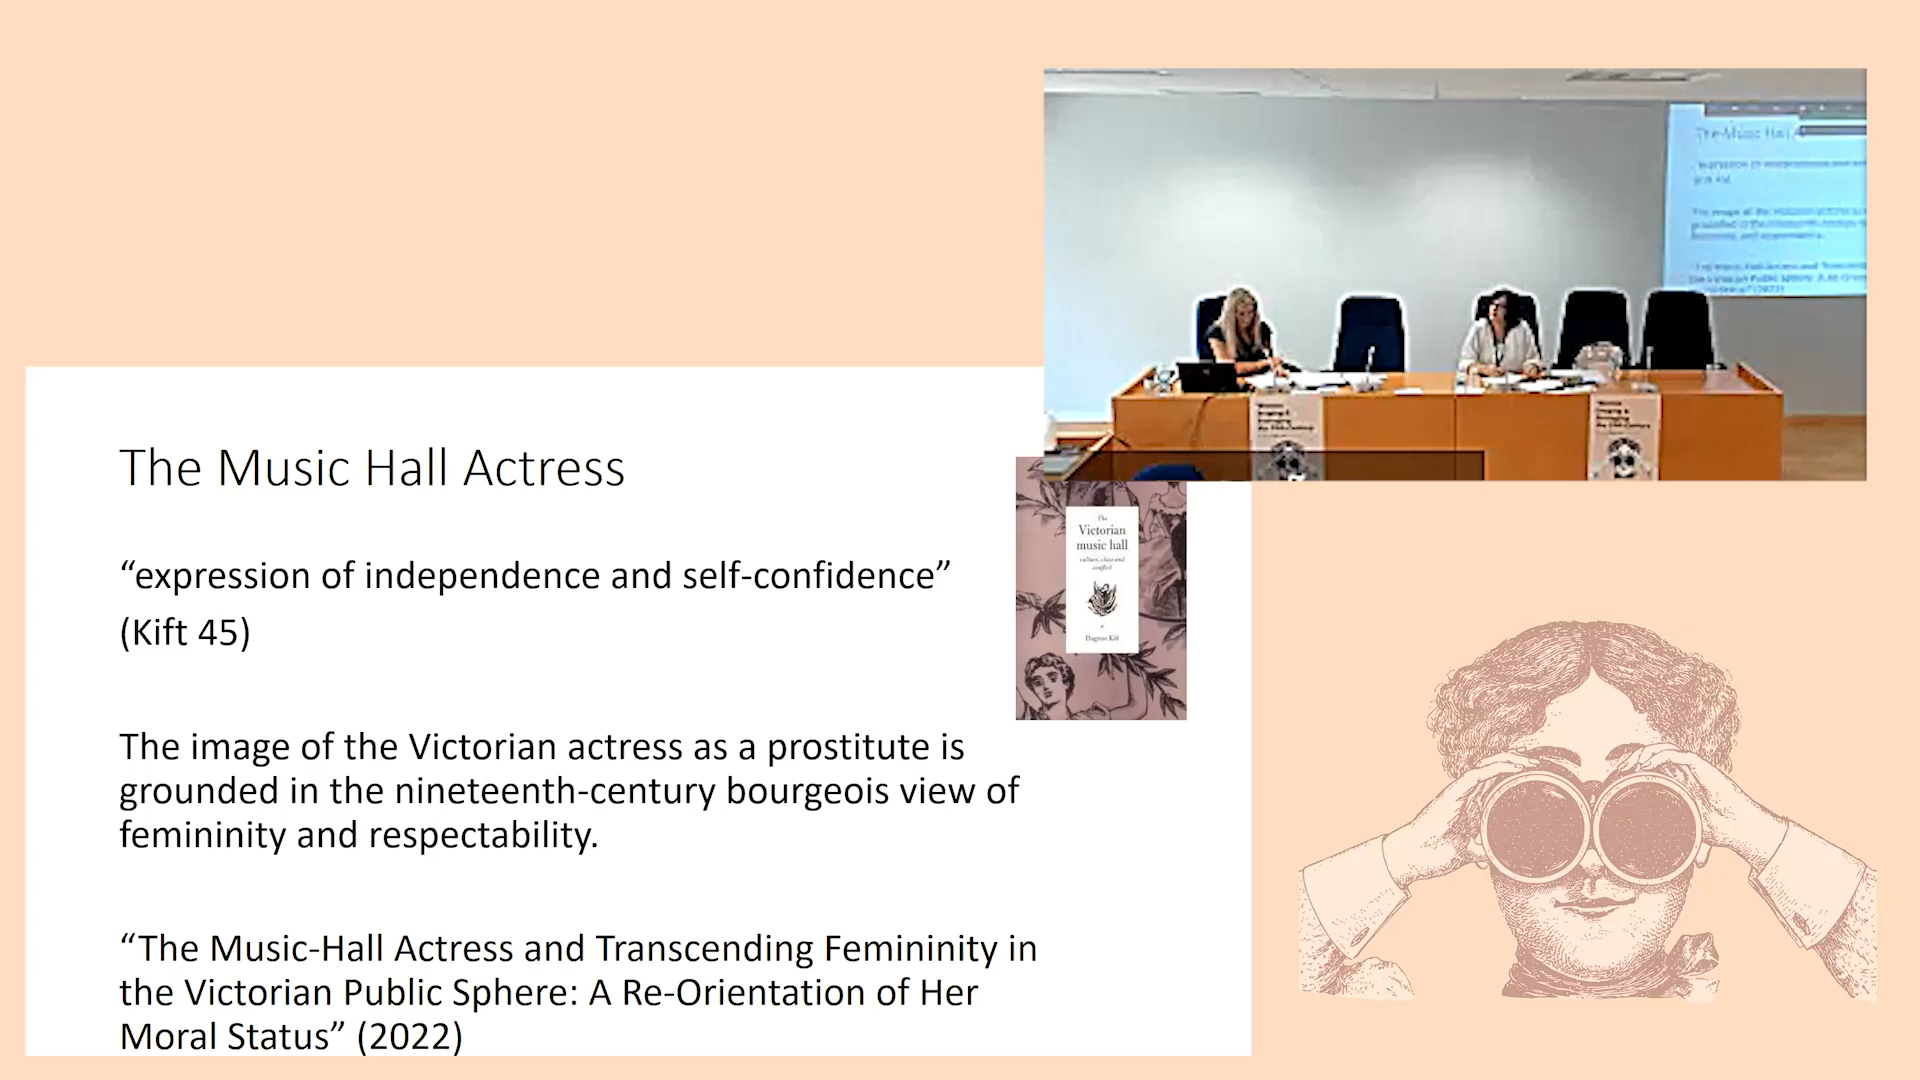 The Music Hall Actress
“expression of independence and self-confidence”
(Kift 45)
The image of the Victorian actress as a prostitute is
grounded in the nineteenth-century bourgeois view of
femininity and respectability.
“The Music-Hall Actress and Transcending Femininity in
the Victorian Public Sphere: A Re-Orientation of Her
Moral Status” (2022)
The
Victorian
music hall
culture, class and
conflict
Dagmar Kift
The Music Hall